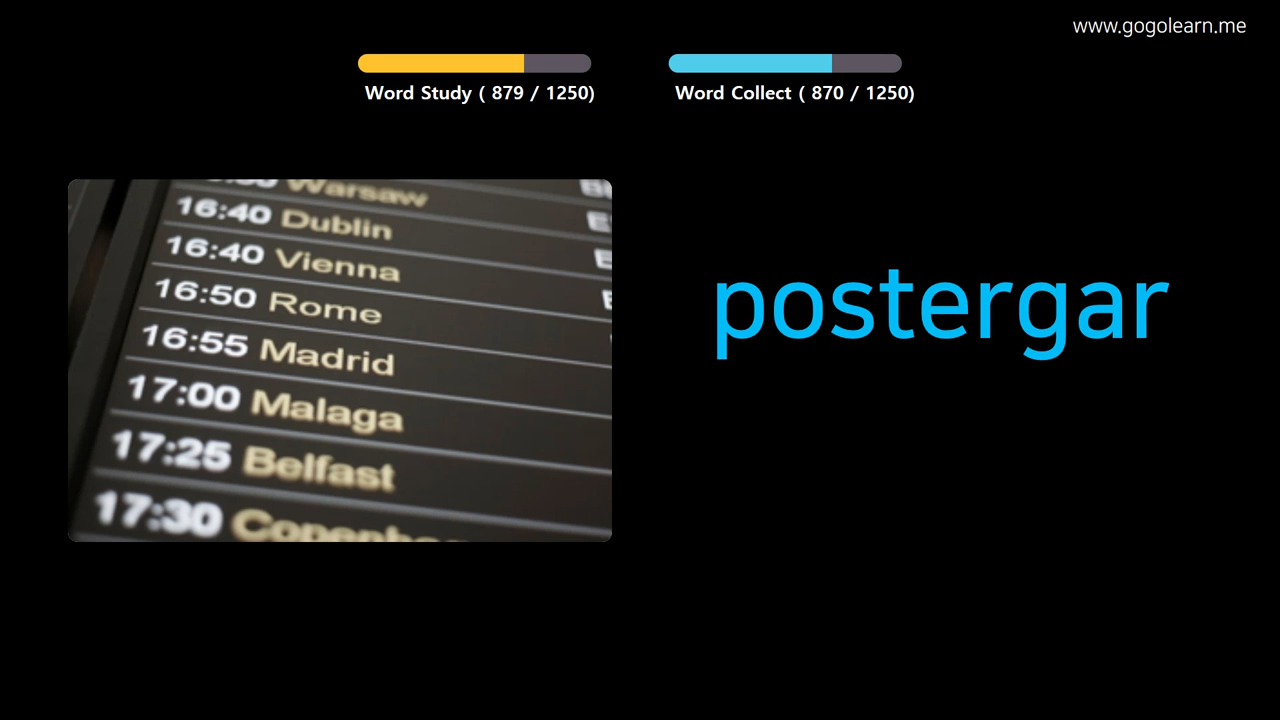 www.gogolearn.me
Word Study ( 879 / 1250)
Word Collect ( 870 / 1250)
Warsaw
16:40 Dublin
16:40 Vienna
16:50 Rome
16:55 Madrid
17:00 Malaga
17:25 Belfast
17:30
postergar